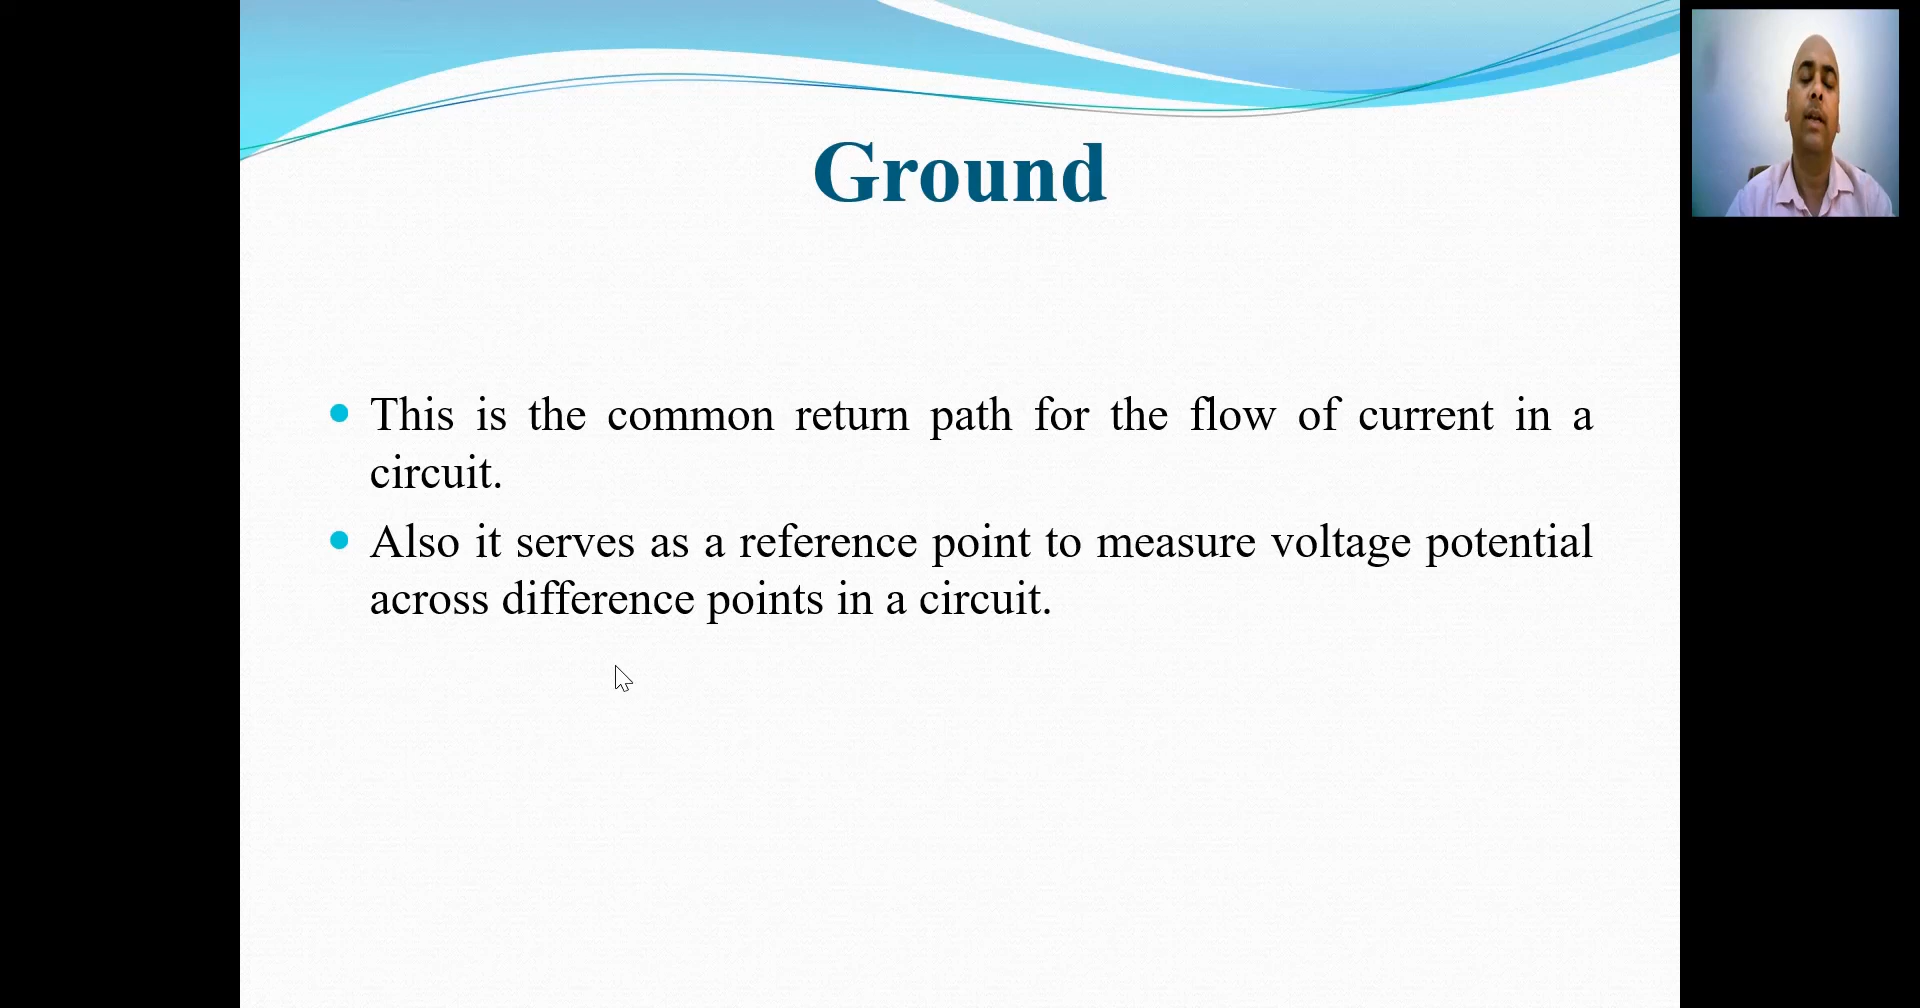 Ground
This is the common return path for the flow of current in a
circuit.
Also it serves as a reference point to measure voltage potential
across difference points in a circuit.